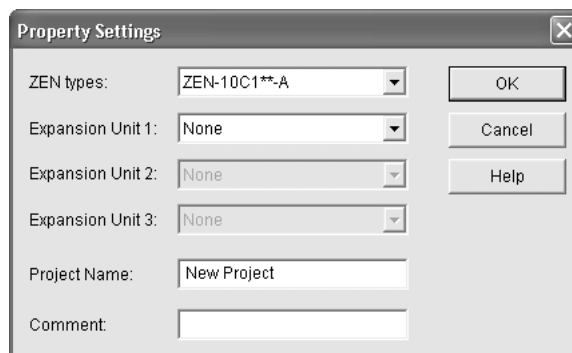 Property Settings
ZEN types: ZEN-10C1**-A OK
Expansion Unit 1: None Cancel
Expansion Unit 2: None Help
Expansion Unit 3: None
Project Name: New Project
Comment: